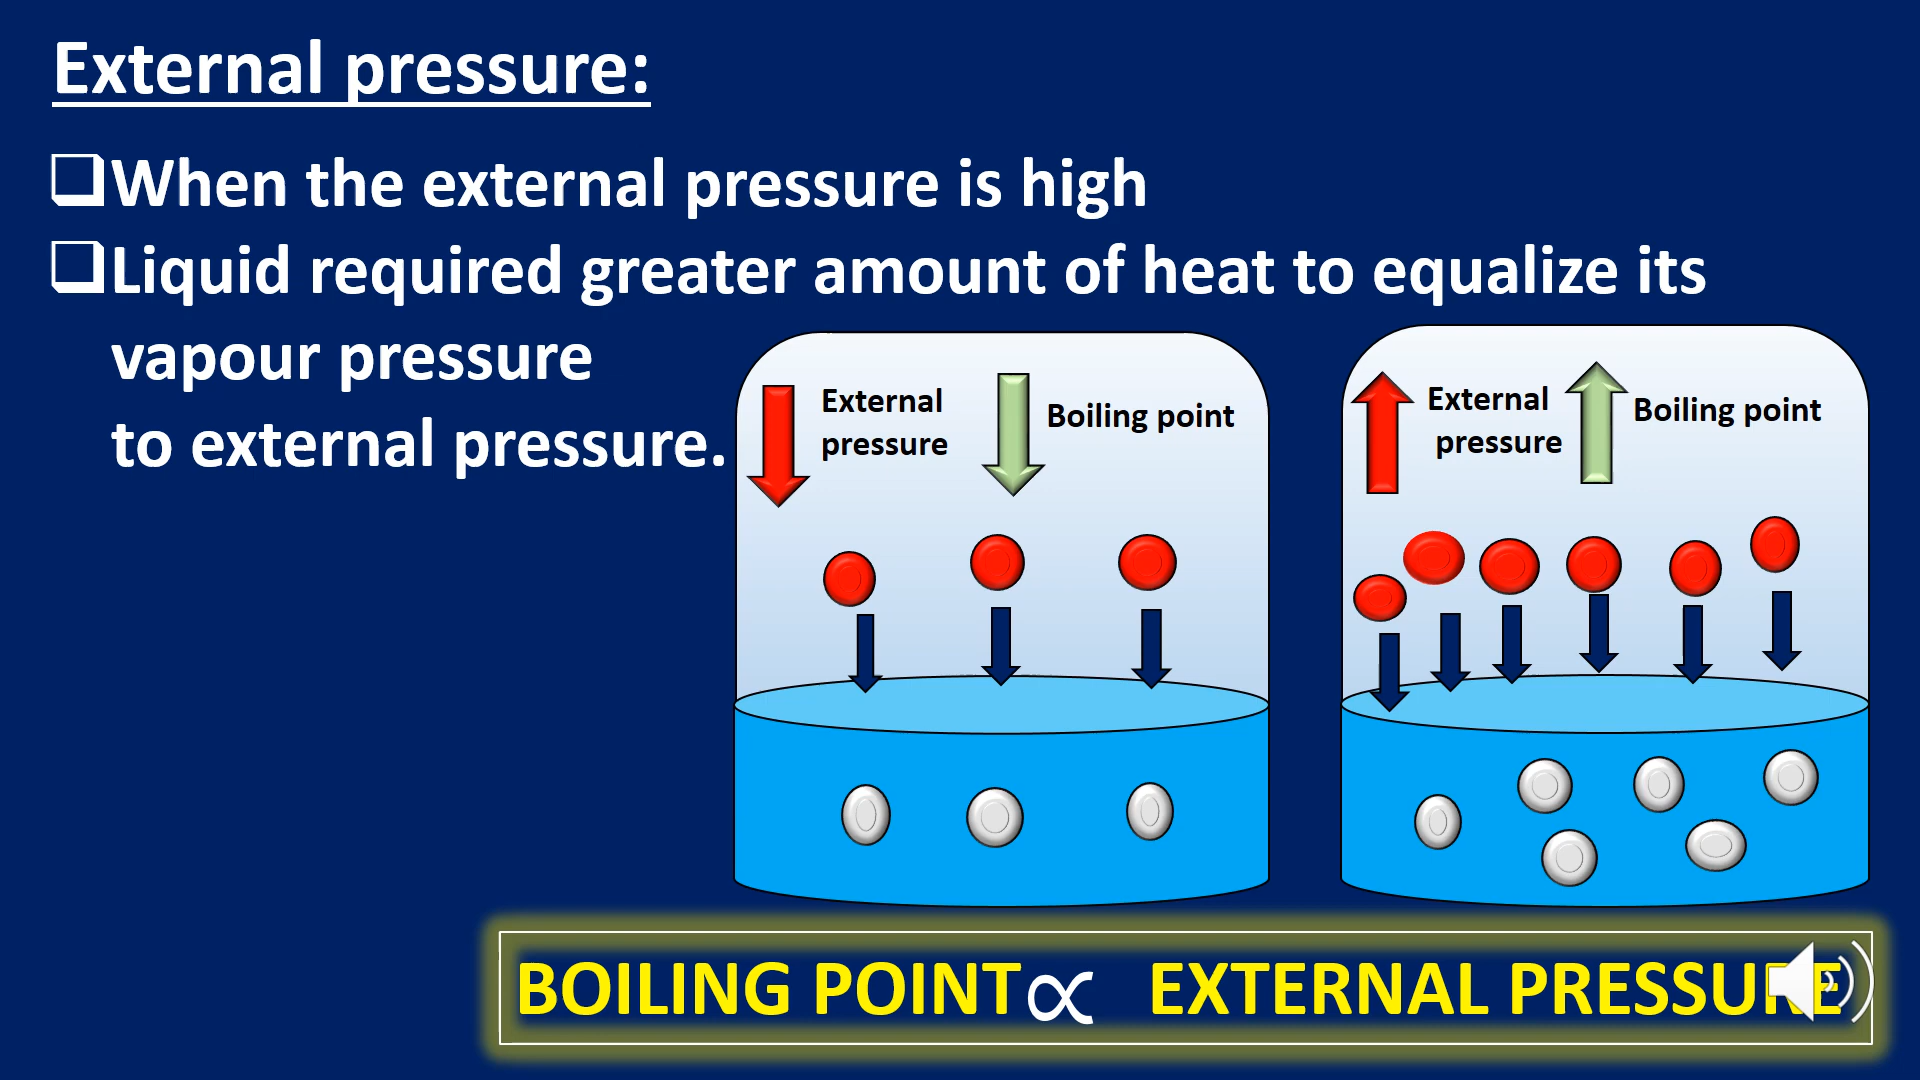 External pressure:
❑When the external pressure is high
❑Liquid required greater amount of heat to equalize its
vapour pressure
to external pressure.
External
pressure
Boiling point
External
pressure
Boiling point
BOILING POINT ∝ EXTERNAL PRESSURE